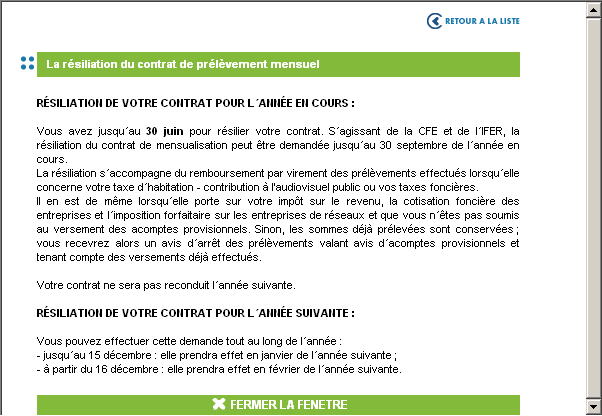 RETOUR A LA LISTE
La résiliation du contrat de prélèvement mensuel
RÉSILIATION DE VOTRE CONTRAT POUR L´ANNÉE EN COURS :
Vous avez jusqu´au 30 juin pour résilier votre contrat. S´agissant de la CFE et de l´IFER, la
résiliation du contrat de mensualisation peut être demandée jusqu´au 30 septembre de l´année en
cours.
La résiliation s´accompagne du remboursement par virement des prélèvements effectués lorsqu´elle
concerne votre taxe d´habitation - contribution à l'audiovisuel public ou vos taxes foncières.
Il en est de même lorsqu´elle porte sur votre impôt sur le revenu, la cotisation foncière des
entreprises et l´imposition forfaitaire sur les entreprises de réseaux et que vous n´êtes pas soumis
au versement des acomptes provisionnels. Sinon, les sommes déjà prélevées sont conservées ;
vous recevrez alors un avis d´arrêt des prélèvements valant avis d´acomptes provisionnels et
tenant compte des versements déjà effectués.
Votre contrat ne sera pas reconduit l´année suivante.
RÉSILIATION DE VOTRE CONTRAT POUR L´ANNÉE SUIVANTE :
Vous pouvez effectuer cette demande tout au long de l´année :
- jusqu´au 15 décembre : elle prendra effet en janvier de l´année suivante ;
- à partir du 16 décembre : elle prendra effet en février de l´année suivante.
FERMER LA FENETRE